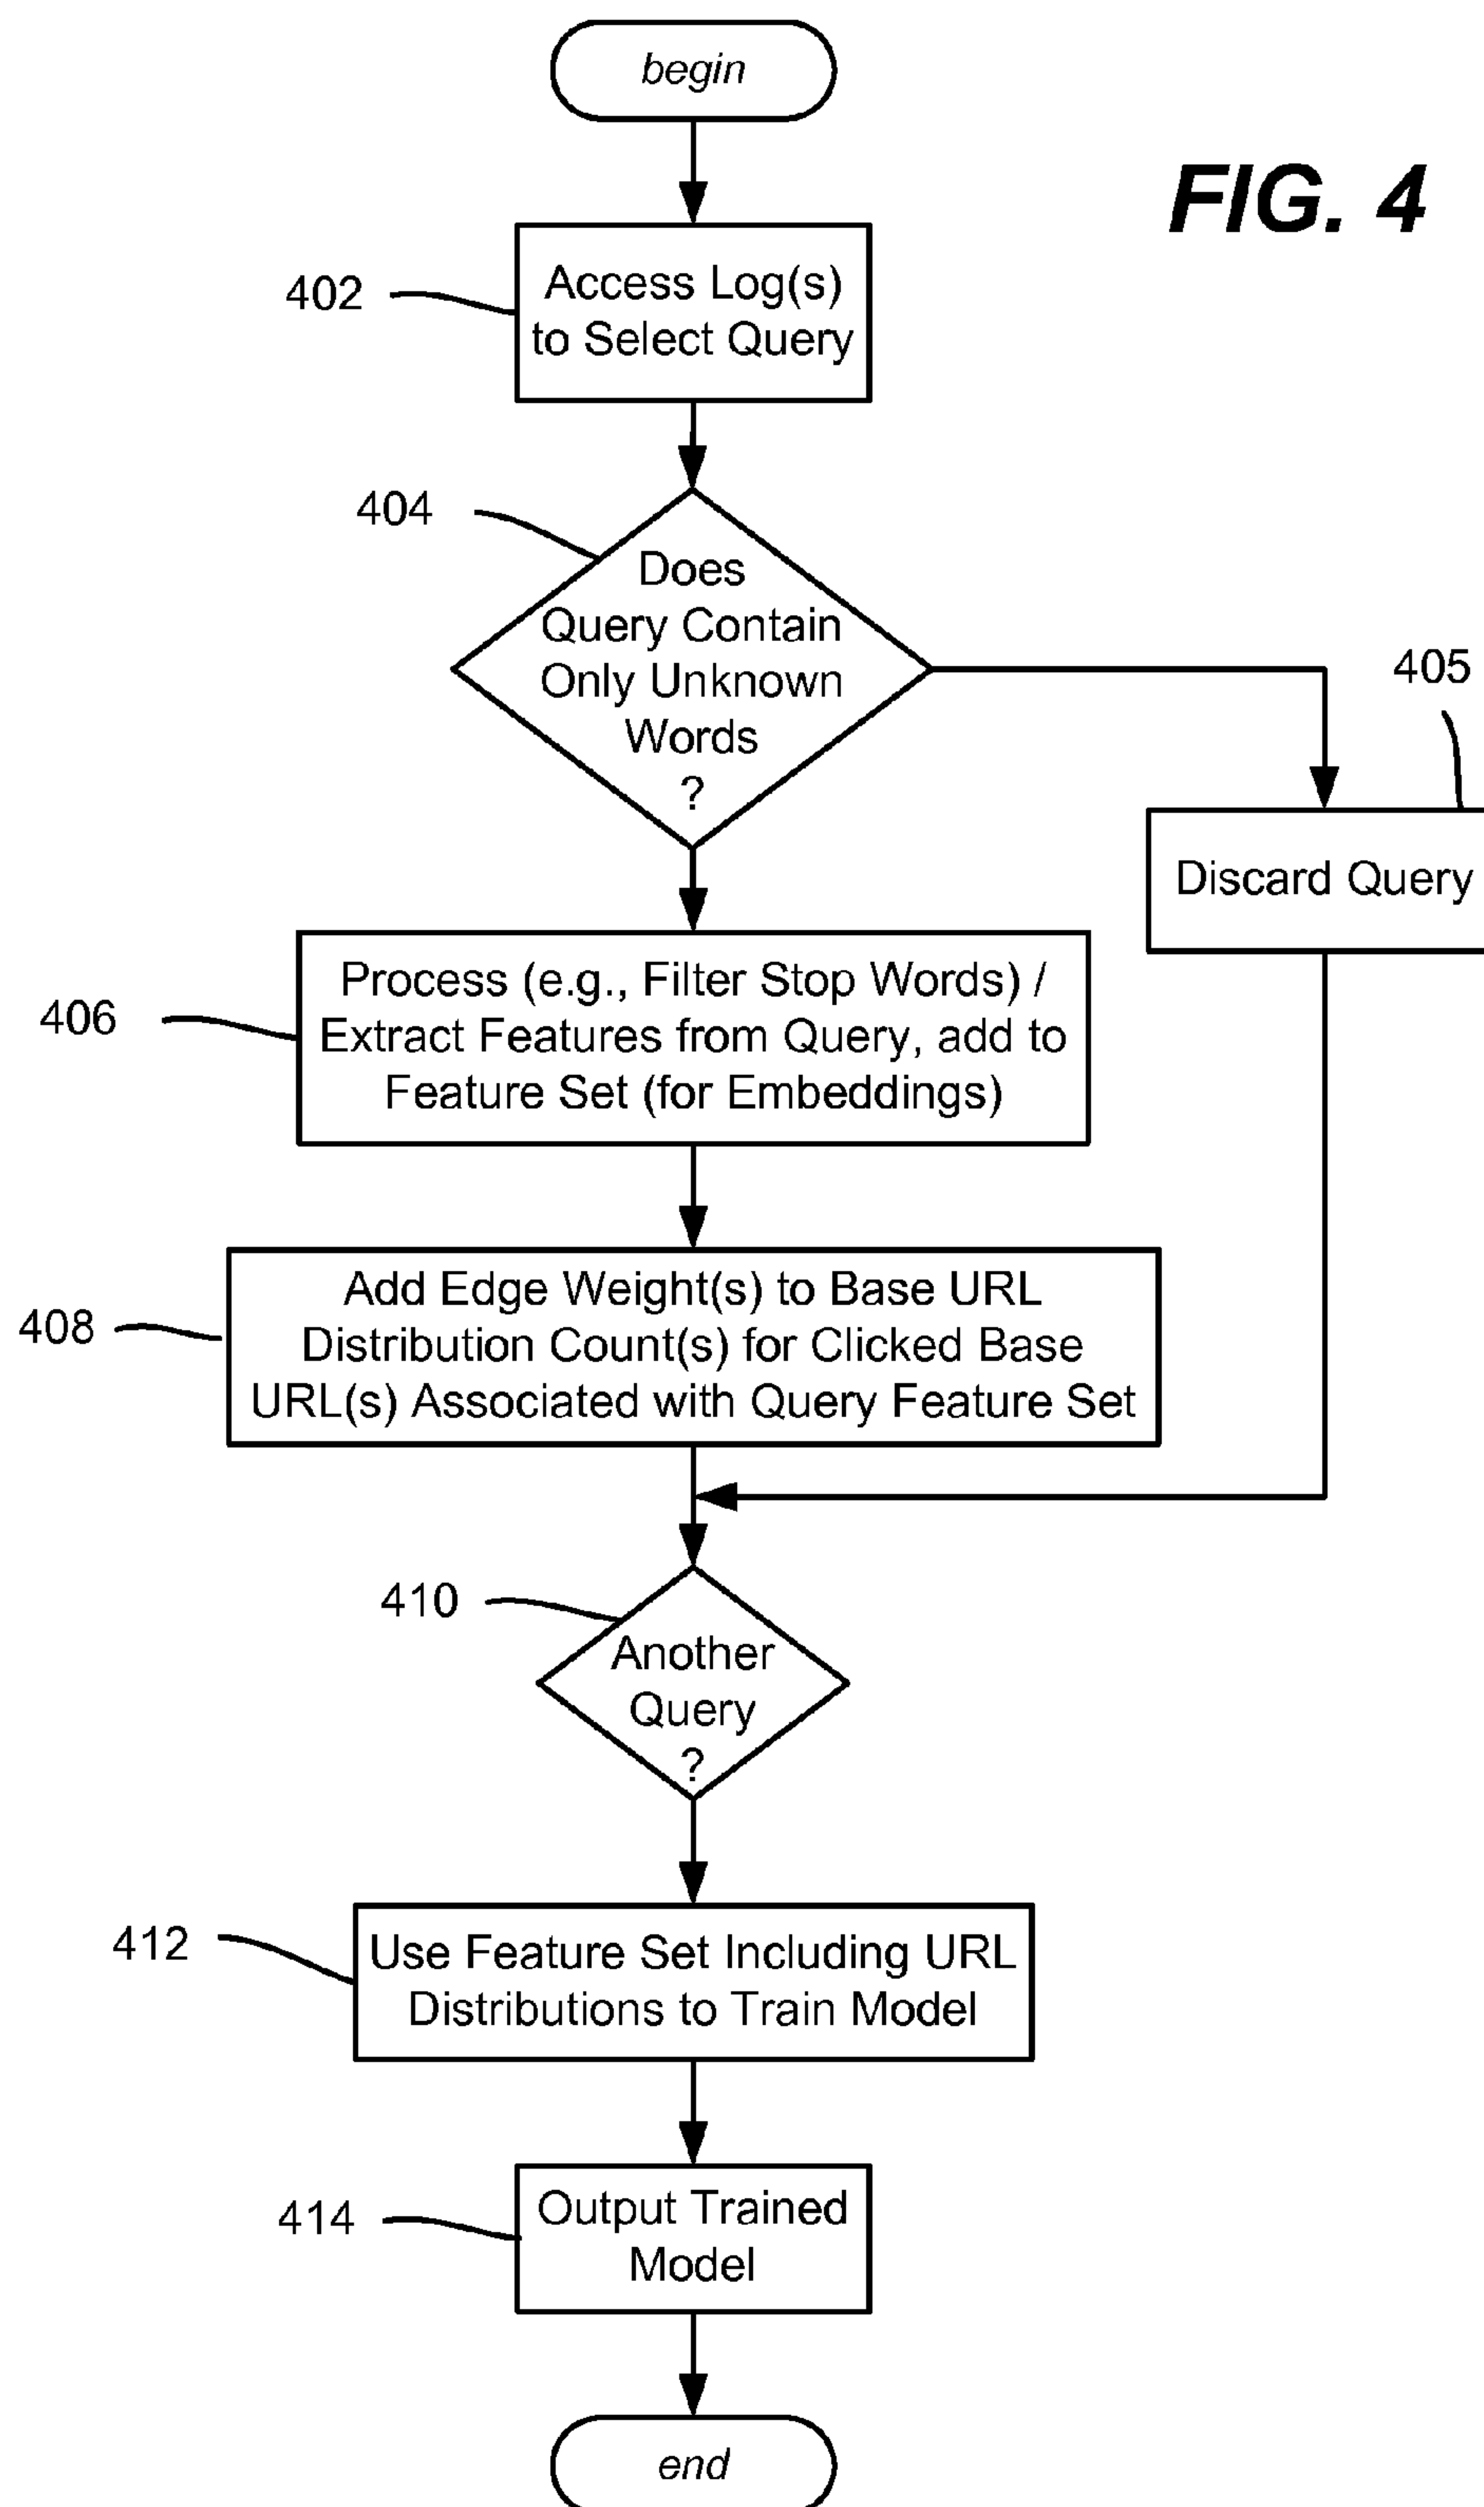 begin
FIG. 4
402
Access Log(s)
to Select Query
404
Does
Query Contain
Only Unknown
Words
?
405
Discard Query
406
Process (e.g., Filter Stop Words) /
Extract Features from Query, add to
Feature Set (for Embeddings)
408
Add Edge Weight(s) to Base URL
Distribution Count(s) for Clicked Base
URL(s) Associated with Query Feature Set
410
Another
Query
?
412
Use Feature Set Including URL
Distributions to Train Model
414
Output Trained
Model
end